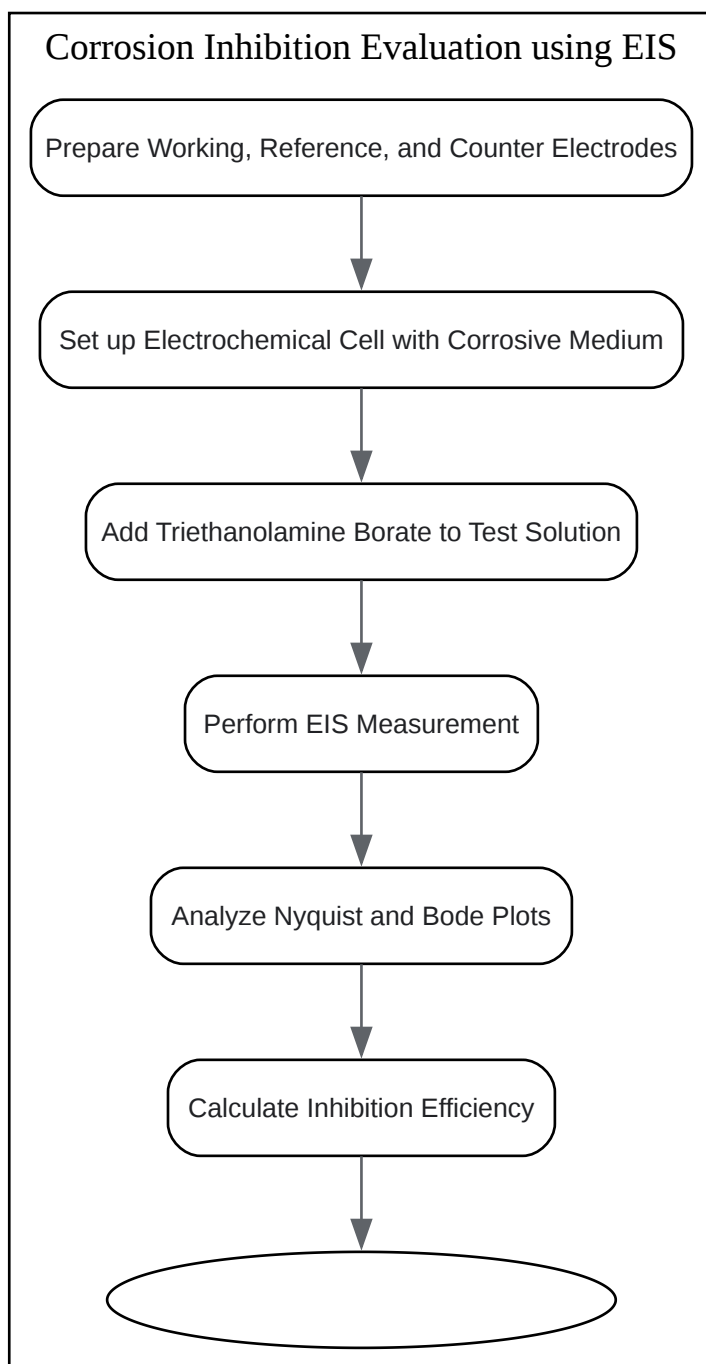 Corrosion Inhibition Evaluation using EIS
Prepare Working, Reference, and Counter Electrodes
Set up Electrochemical Cell with Corrosive Medium
Add Triethanolamine Borate to Test Solution
Perform EIS Measurement
Analyze Nyquist and Bode Plots
Calculate Inhibition Efficiency